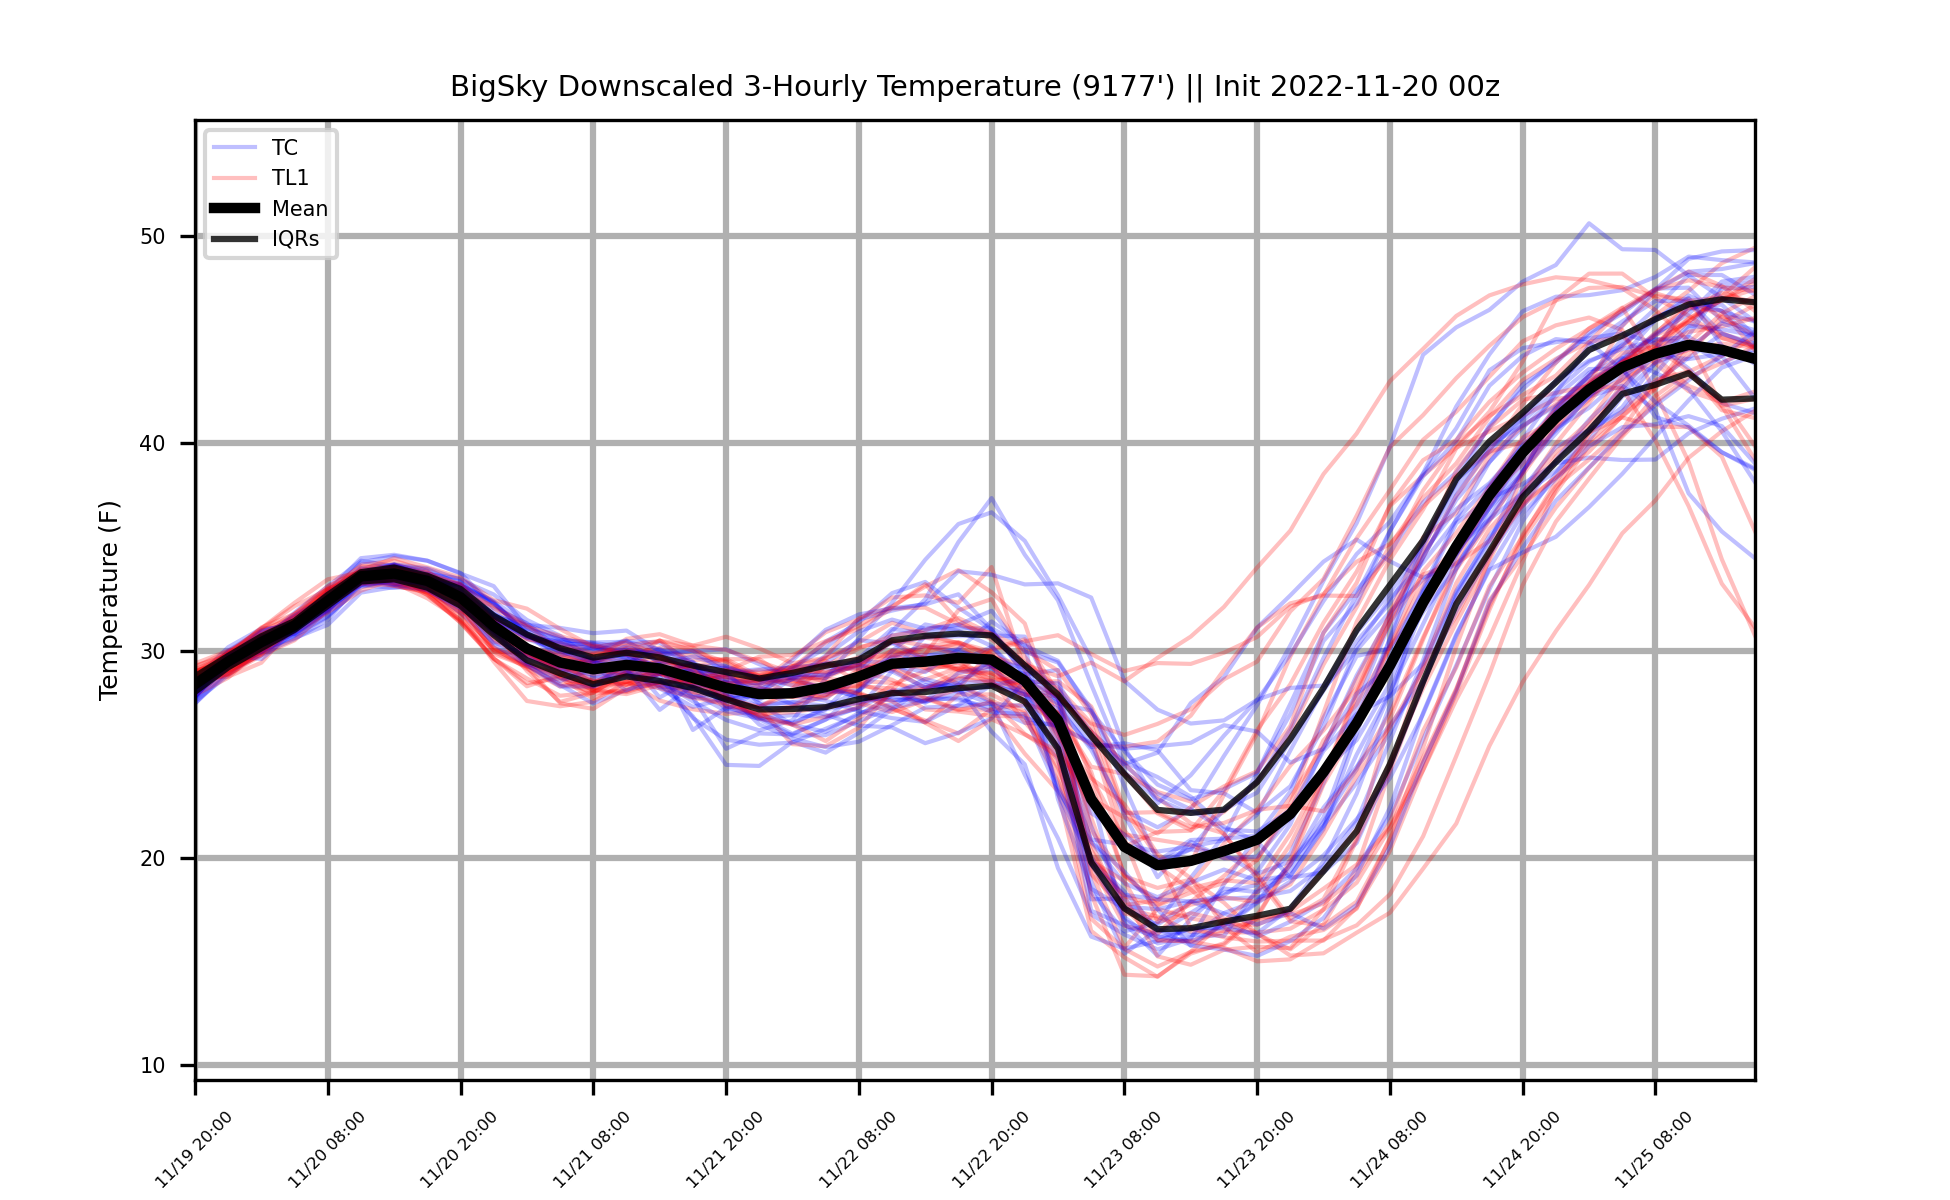 BigSky Downscaled 3-Hourly Temperature (9177') || Init 2022-11-20 00z
TC
TL1
Mean
IQRs
50
40
30
20
10
Temperature (F)
11/19 20:00
11/20 08:00
11/20 20:00
11/21 08:00
11/21 20:00
11/22 08:00
11/22 20:00
11/23 08:00
11/23 20:00
11/24 08:00
11/24 20:00
11/25 08:00